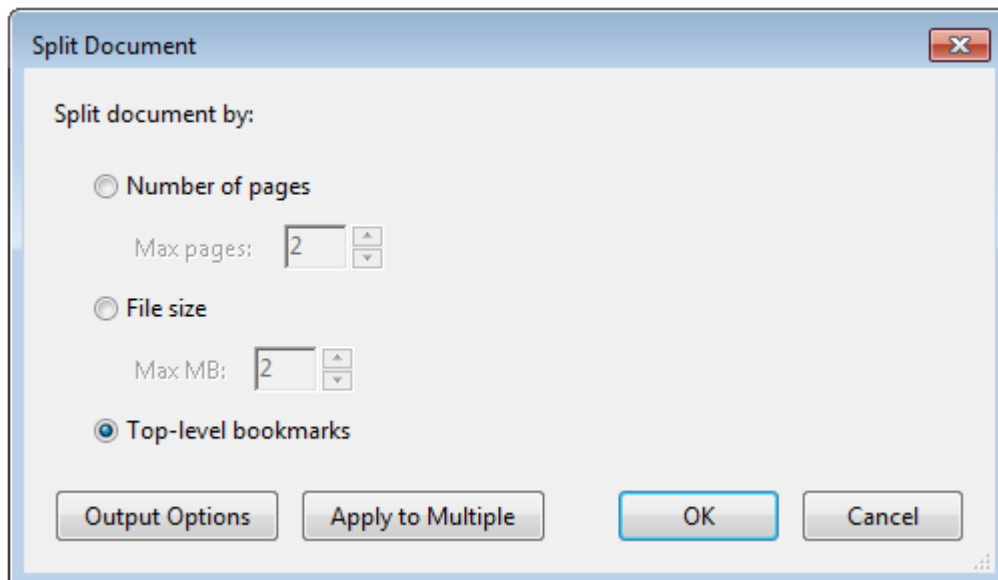 Split Document
Split document by:
Number of pages
Max pages: 2
File size
Max MB: 2
Top-level bookmarks
Output Options Apply to Multiple OK Cancel